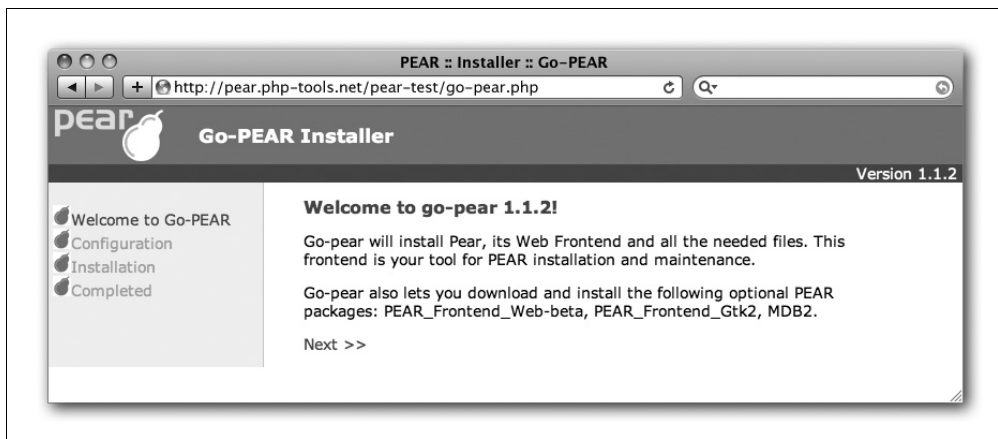 PEAR :: Installer :: Go-PEAR
http://pear.php-tools.net/pear-test/go-pear.php
pear
Go-PEAR Installer
Version 1.1.2
Welcome to Go-PEAR
Configuration
Installation
Completed
Welcome to go-pear 1.1.2!
Go-pear will install Pear, its Web Frontend and all the needed files. This
frontend is your tool for PEAR installation and maintenance.
Go-pear also lets you download and install the following optional PEAR
packages: PEAR_Frontend_Web-beta, PEAR_Frontend_Gtk2, MDB2.
Next >>